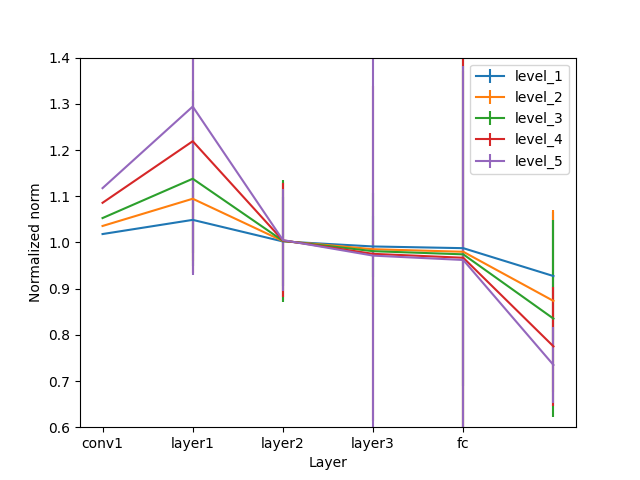 1.4
1.3
1.2
1.1
1.0
0.9
0.8
0.7
0.6
Normalized norm
level_1
level_2
level_3
level_4
level_5
conv1 layer1 layer2 layer3 fc
Layer